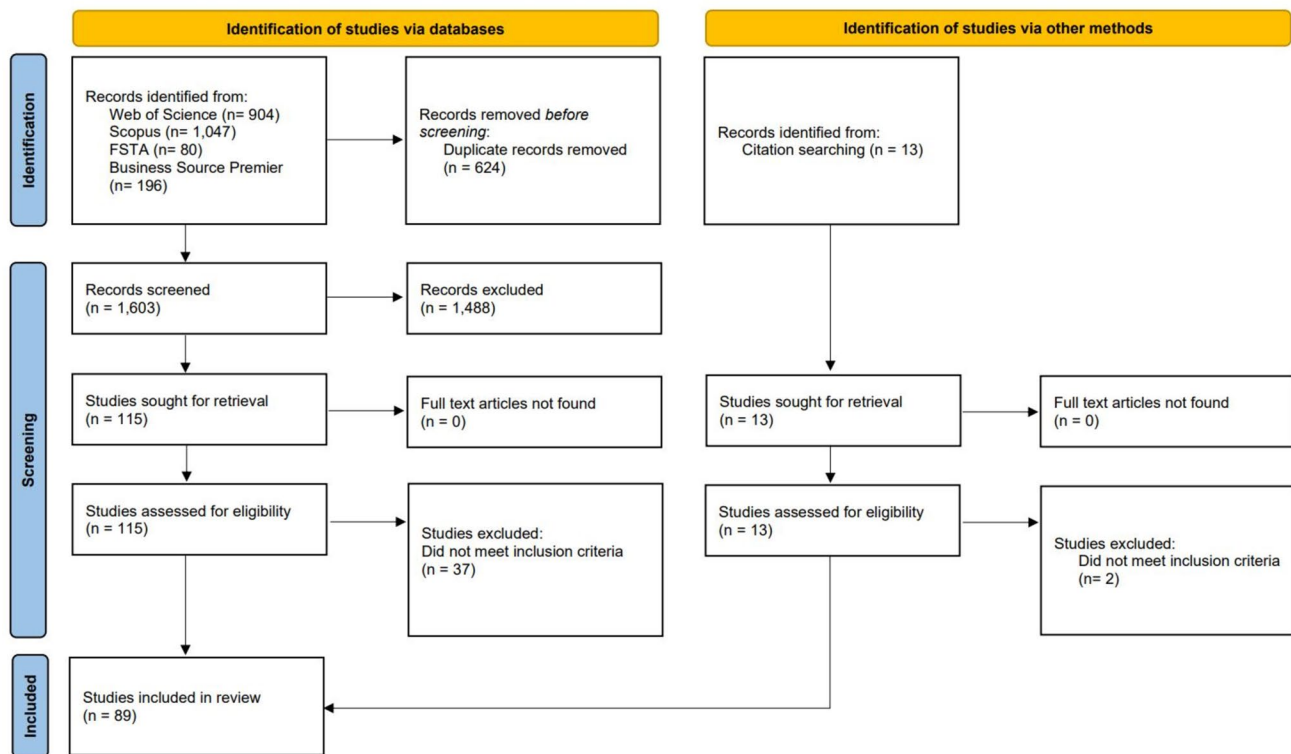 Identification of studies via databases
Identification of studies via other methods
Identification
Records identified from:
Web of Science (n= 904)
Scopus (n= 1,047)
FSTA (n= 80)
Business Source Premier
(n= 196)
Records removed before
screening:
Duplicate records removed
(n = 624)
Records identified from:
Citation searching (n = 13)
Screening
Records screened
(n = 1,603)
Records excluded
(n = 1,488)
Studies sought for retrieval
(n = 115)
Full text articles not found
(n = 0)
Studies sought for retrieval
(n = 13)
Full text articles not found
(n = 0)
Studies assessed for eligibility
(n = 115)
Studies excluded:
Did not meet inclusion criteria
(n = 37)
Studies assessed for eligibility
(n = 13)
Studies excluded:
Did not meet inclusion criteria
(n= 2)
Included
Studies included in review
(n = 89)